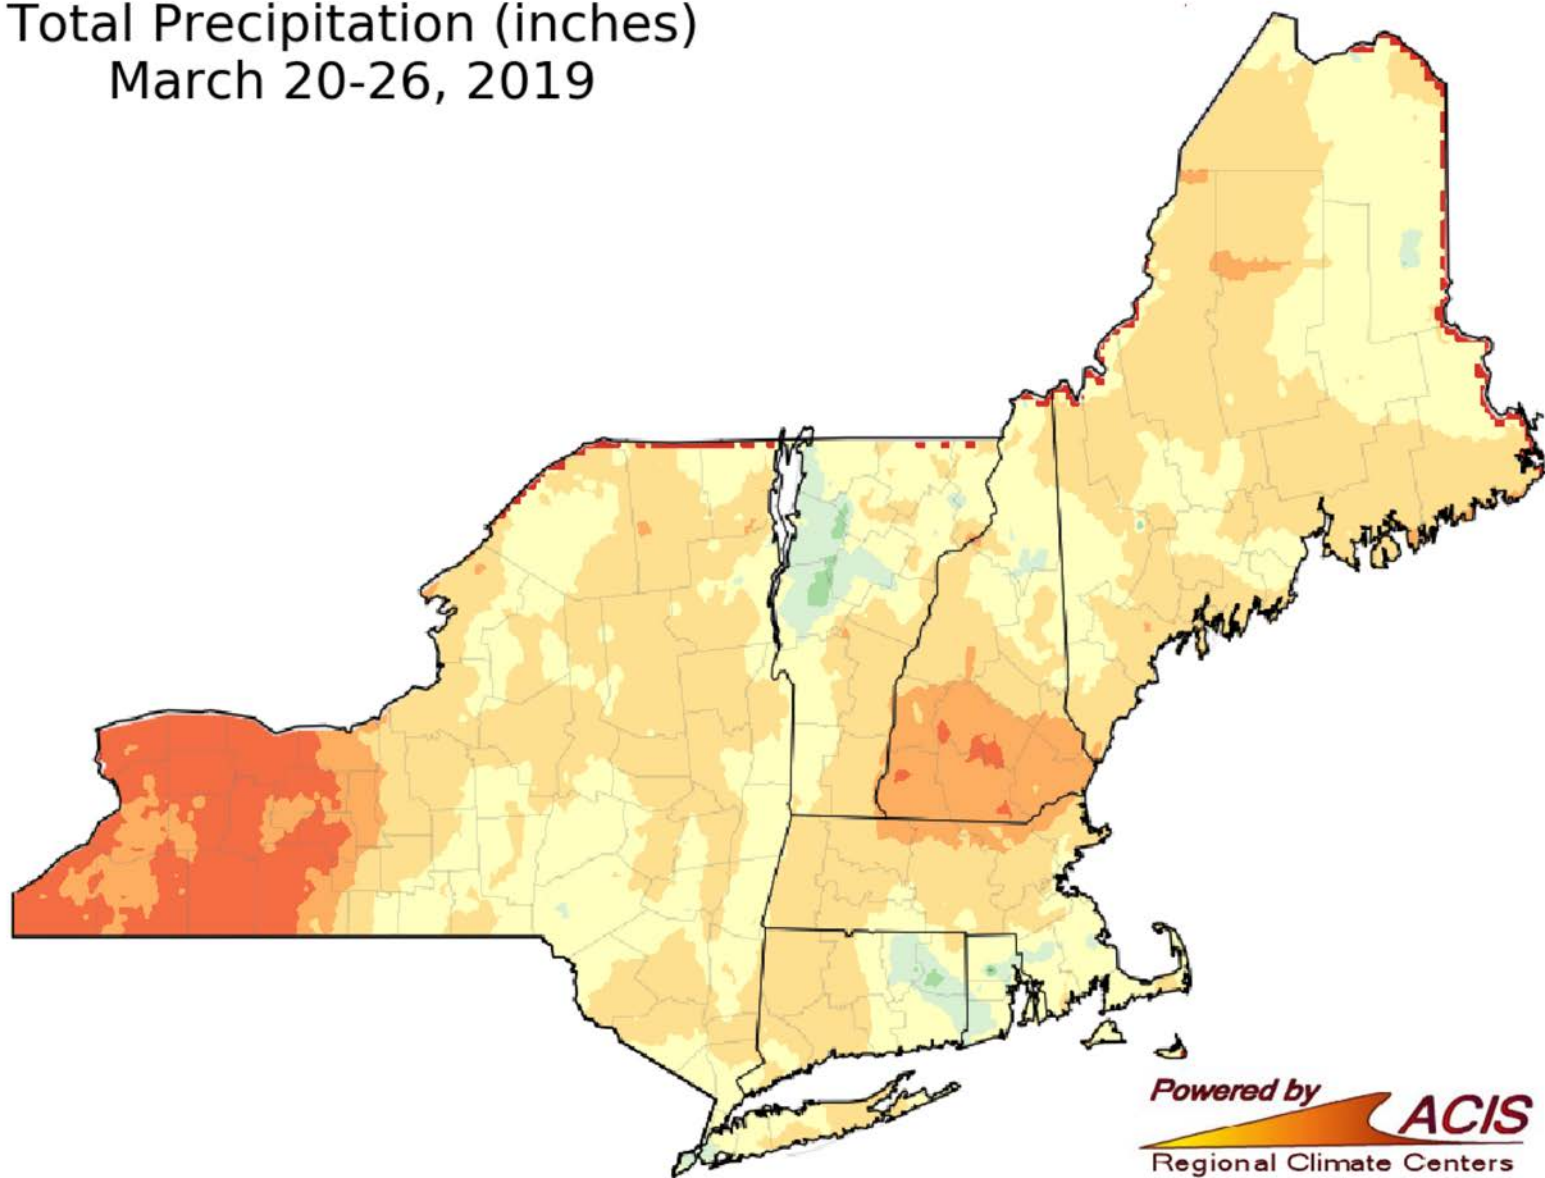 Total Precipitation (inches)
March 20-26, 2019
Powered by
ACIS
Regional Climate Centers